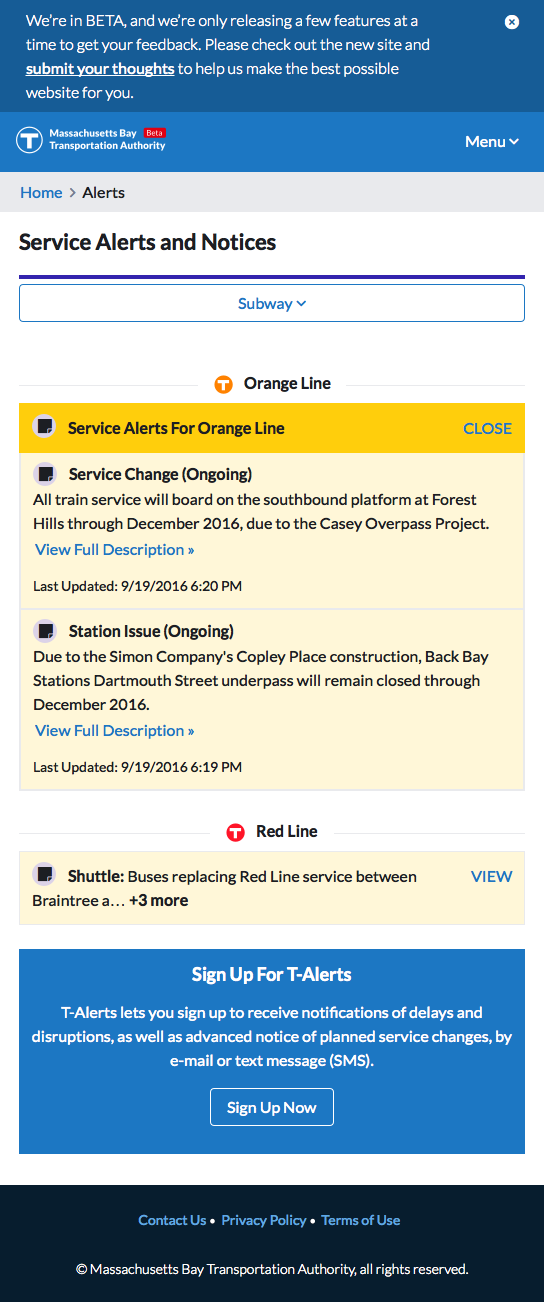 We're in BETA, and we're only releasing a few features at a
time to get your feedback. Please check out the new site and
submit your thoughts to help us make the best possible
website for you.
Massachusetts Bay Beta
Transportation Authority
Menu
Home > Alerts
Service Alerts and Notices
Subway
Orange Line
Service Alerts For Orange Line CLOSE
Service Change (Ongoing)
All train service will board on the southbound platform at Forest
Hills through December 2016, due to the Casey Overpass Project.
View Full Description »
Last Updated: 9/19/2016 6:20 PM
Station Issue (Ongoing)
Due to the Simon Company's Copley Place construction, Back Bay
Stations Dartmouth Street underpass will remain closed through
December 2016.
View Full Description »
Last Updated: 9/19/2016 6:19 PM
Red Line
Shuttle: Buses replacing Red Line service between VIEW
Braintree a… +3 more
Sign Up For T-Alerts
T-Alerts lets you sign up to receive notifications of delays and
disruptions, as well as advanced notice of planned service changes, by
e-mail or text message (SMS).
Sign Up Now
Contact Us • Privacy Policy • Terms of Use
© Massachusetts Bay Transportation Authority, all rights reserved.